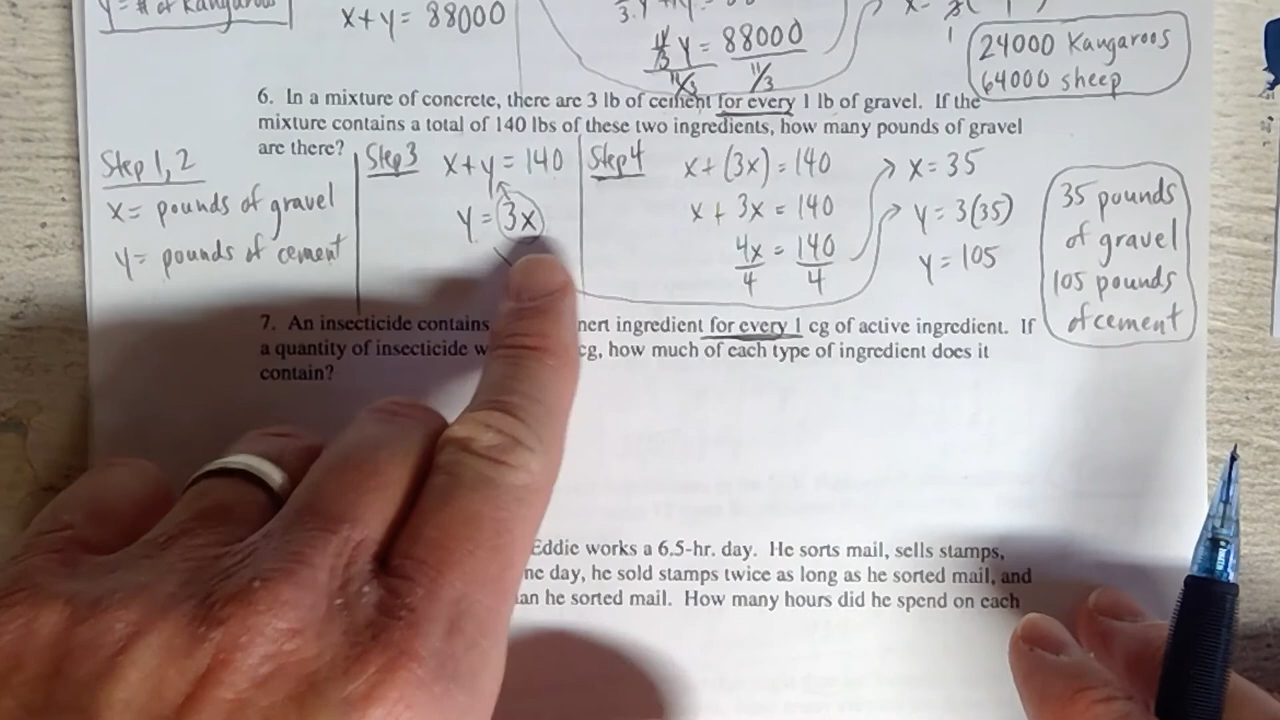 x+y = 88000
y = 88000
24000 Kangaroos
64000 sheep
6. In a mixture of concrete, there are 3 lb of cement for every 1 lb of gravel. If the
mixture contains a total of 140 lbs of these two ingredients, how many pounds of gravel
are there?
Step 1, 2
x = pounds of gravel
y = pounds of cement
Step 3
x+y = 140
y = 3x
Step 4
x + (3x) = 140
x + 3x = 140
4x = 140
4 4
x = 35
y = 3(35)
y = 105
35 pounds
of gravel
105 pounds
of cement
7. An insecticide contains nert ingredient for every 1 cg of active ingredient. If
a quantity of insecticide w cg, how much of each type of ingredient does it
contain?
Eddie works a 6.5-hr. day. He sorts mail, sells stamps,
ne day, he sold stamps twice as long as he sorted mail, and
an he sorted mail. How many hours did he spend on each